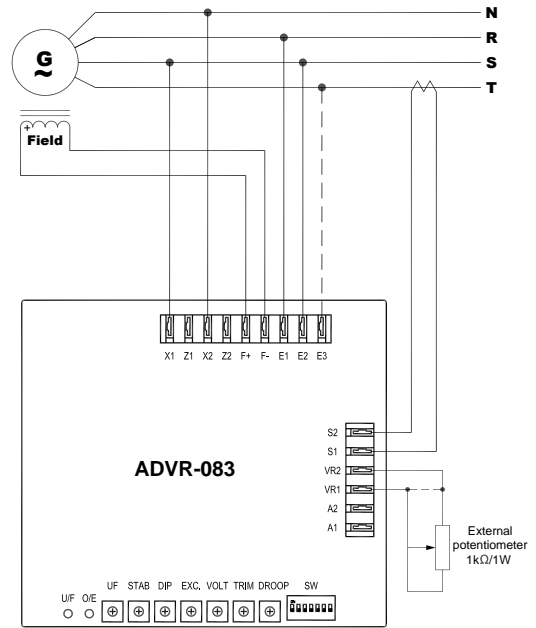 N
R
G
S
~
T
+
Field
X1 Z1 X2 Z2 F+ F- E1 E2 E3
S2
S1
ADVR-083
VR2
VR1
A2
A1
External
potentiometer
1kΩ/1W
UF STAB DIP EXC. VOLT TRIM DROOP SW
U/F O/E